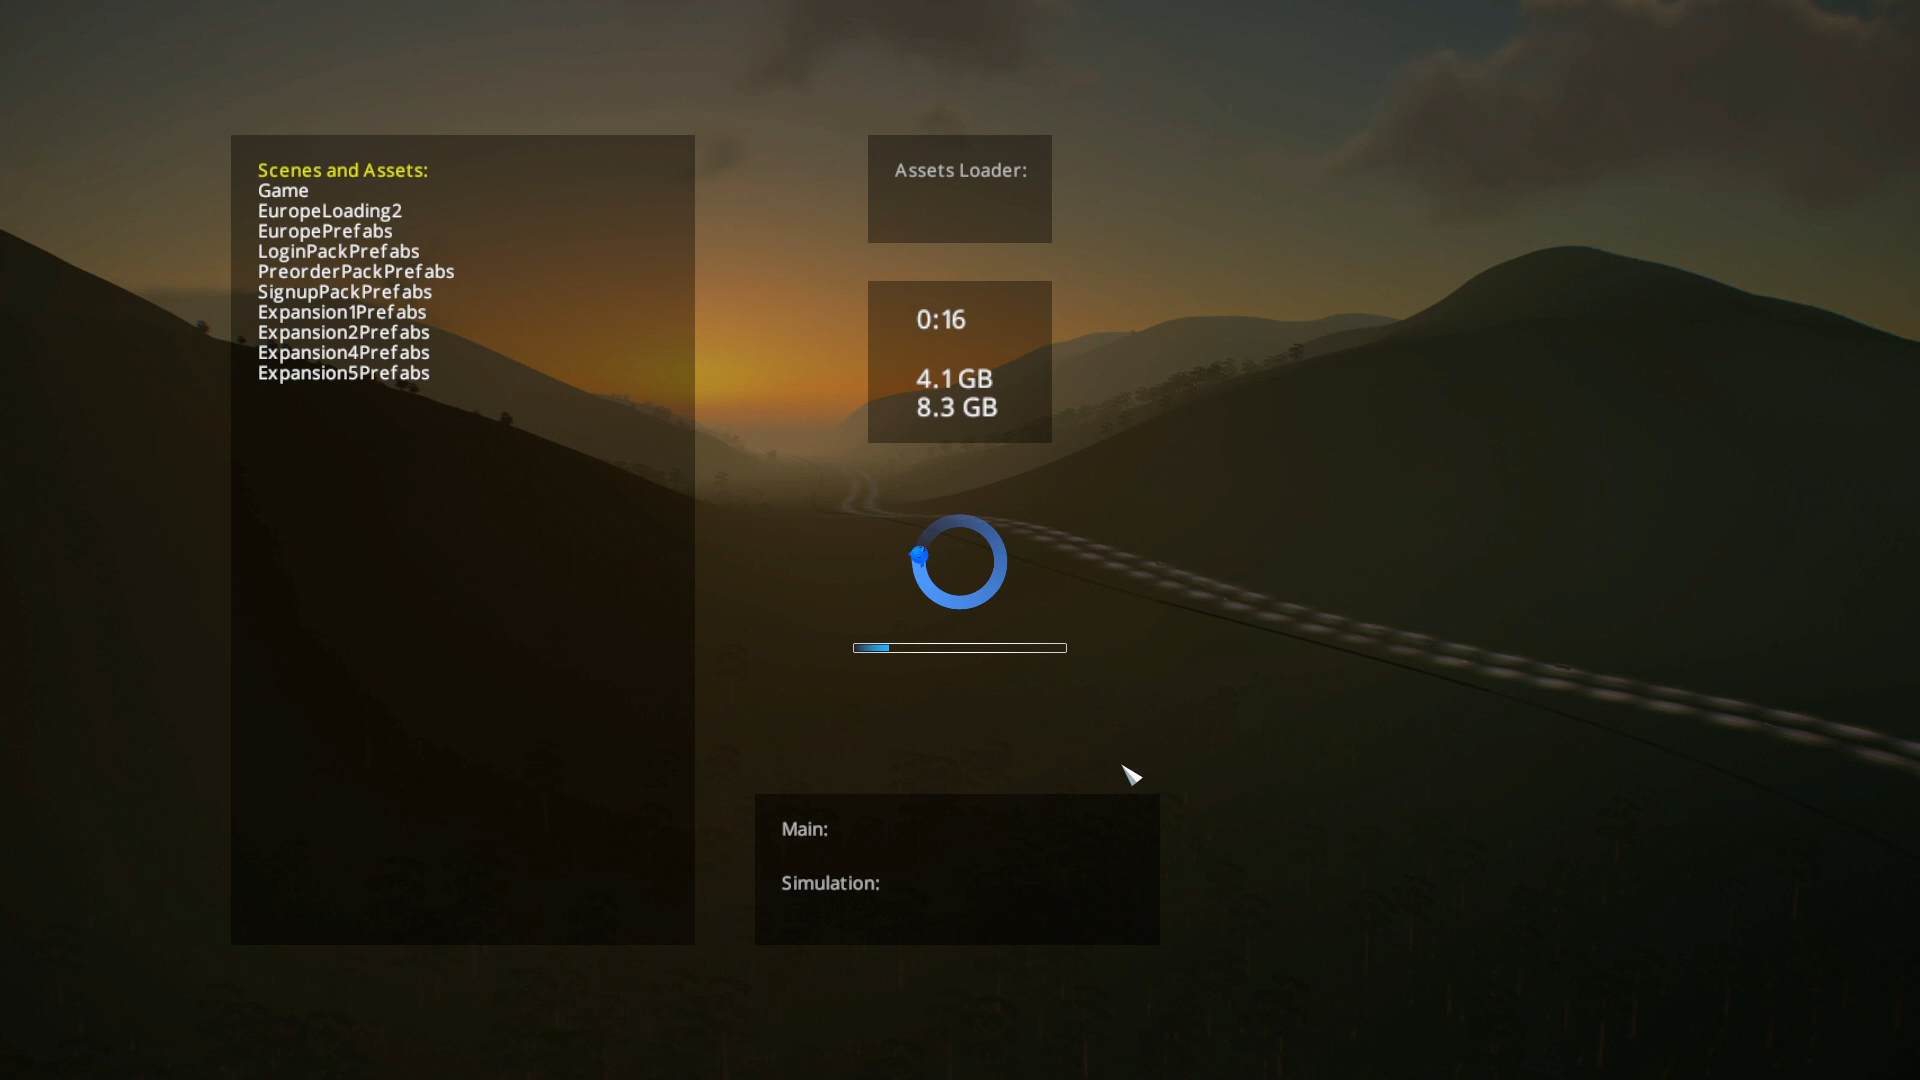 Scenes and Assets:
Game
EuropeLoading2
EuropePrefabs
LoginPackPrefabs
PreorderPackPrefabs
SignupPackPrefabs
Expansion1Prefabs
Expansion2Prefabs
Expansion4Prefabs
Expansion5Prefabs
Assets Loader:
0:16
4.1 GB
8.3 GB
Main:
Simulation: